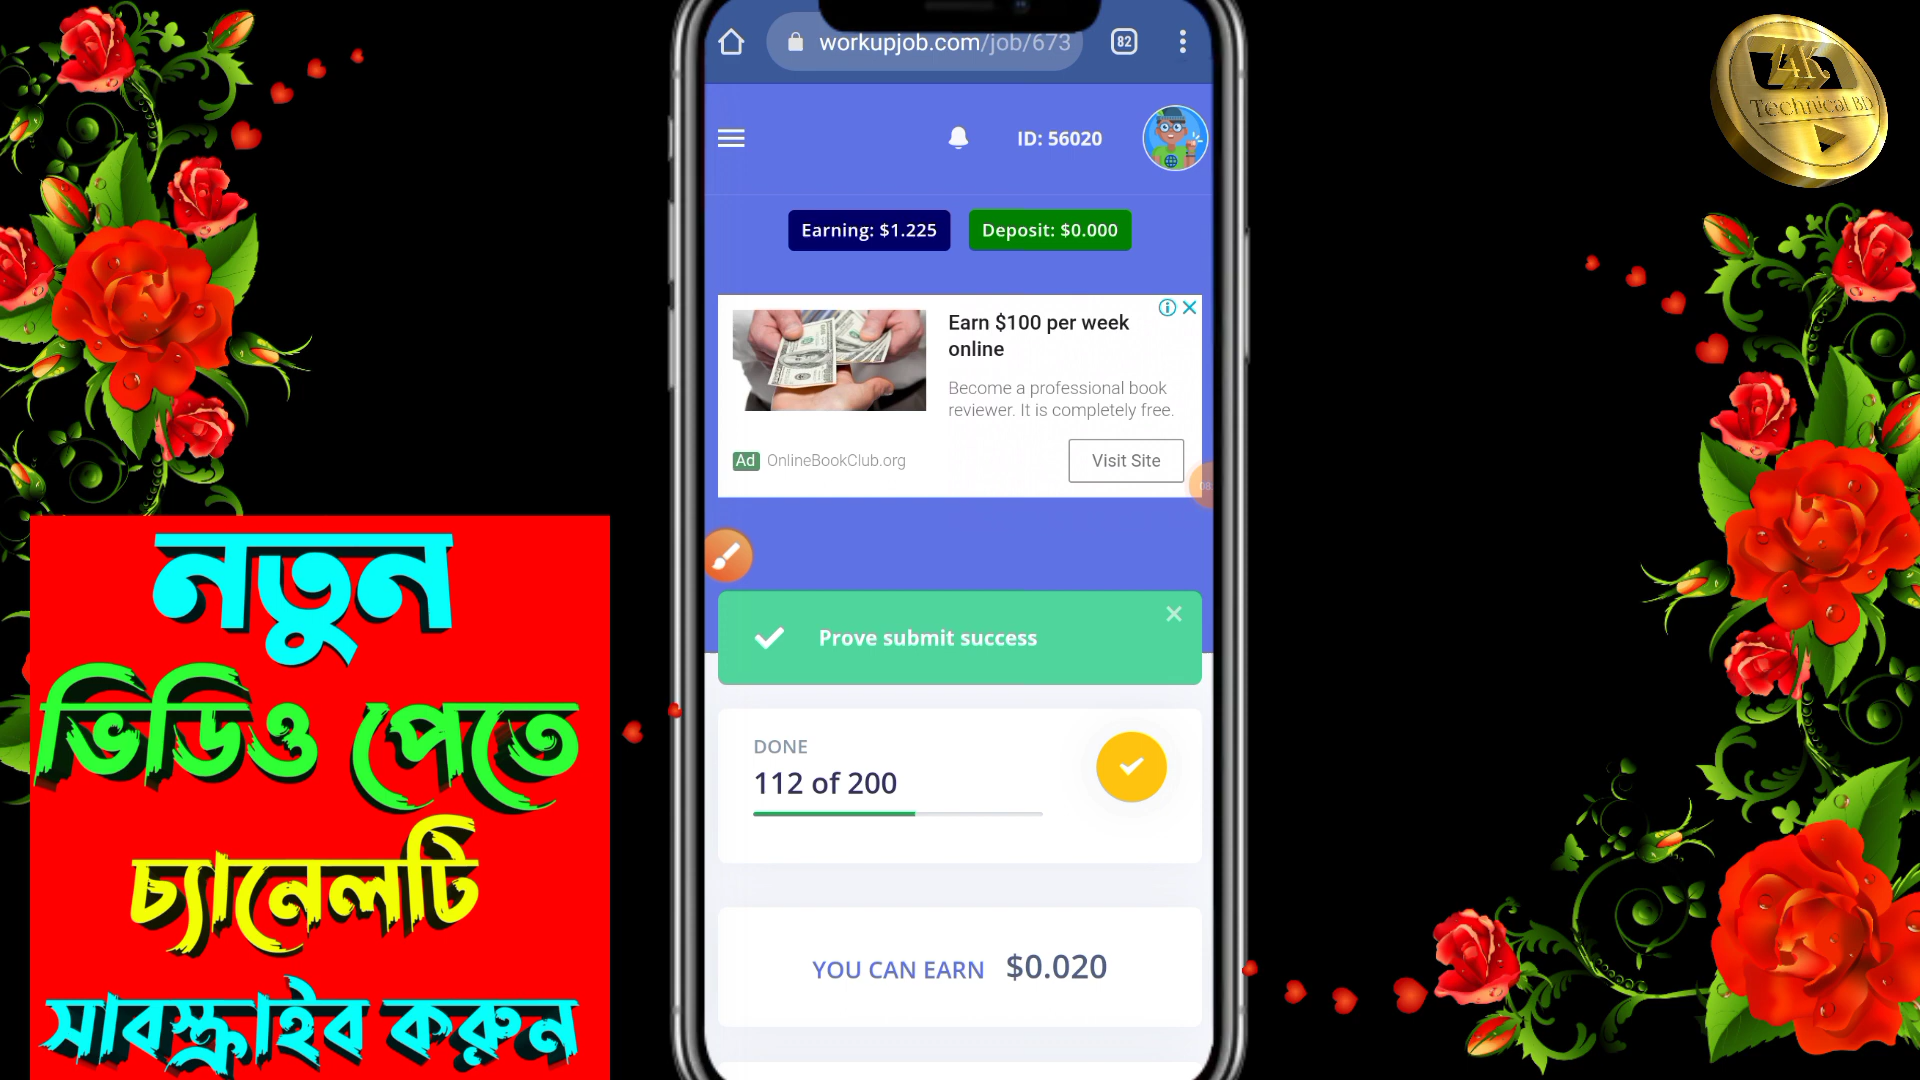 workupjob.com/job/673
82
ID: 56020
Earning: $1.225
Deposit: $0.000
Earn $100 per week
online
Become a professional book
reviewer. It is completely free.
Ad OnlineBookClub.org
Visit Site
Prove submit success
DONE
112 of 200
YOU CAN EARN $0.020
নতুন
ভিডিও পেতে
চ্যানেলটি
সাবস্ক্রাইব করুন
4K
Technical BD